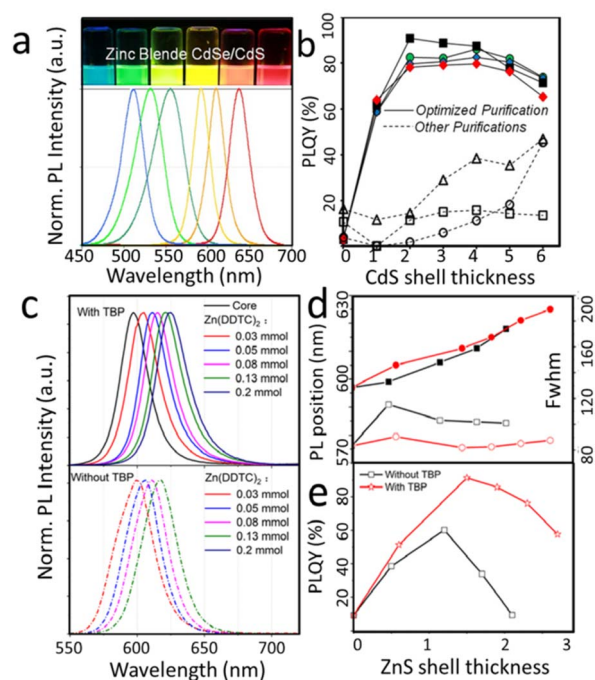 a
Zinc Blende CdSe/CdS
Norm. PL Intensity (a.u.)
450 500 550 600 650 700
Wavelength (nm)
b
100
80
60
40
20
PLQY (%)
Optimized Purification
Other Purifications
0 1 2 3 4 5 6
CdS shell thickness
c
Norm. PL Intensity (a.u.)
With TBP
Core
Zn(DDTC)2 :
0.03 mmol
0.05 mmol
0.08 mmol
0.13 mmol
0.2 mmol
Without TBP
Zn(DDTC)2 :
0.03 mmol
0.05 mmol
0.08 mmol
0.13 mmol
0.2 mmol
550 600 650 700
Wavelength (nm)
d
630
600
570
PL position (nm)
200
160
120
80
Fwhm
e
Without TBP
With TBP
80
60
40
20
0
PLQY (%)
0 1 2 3
ZnS shell thickness